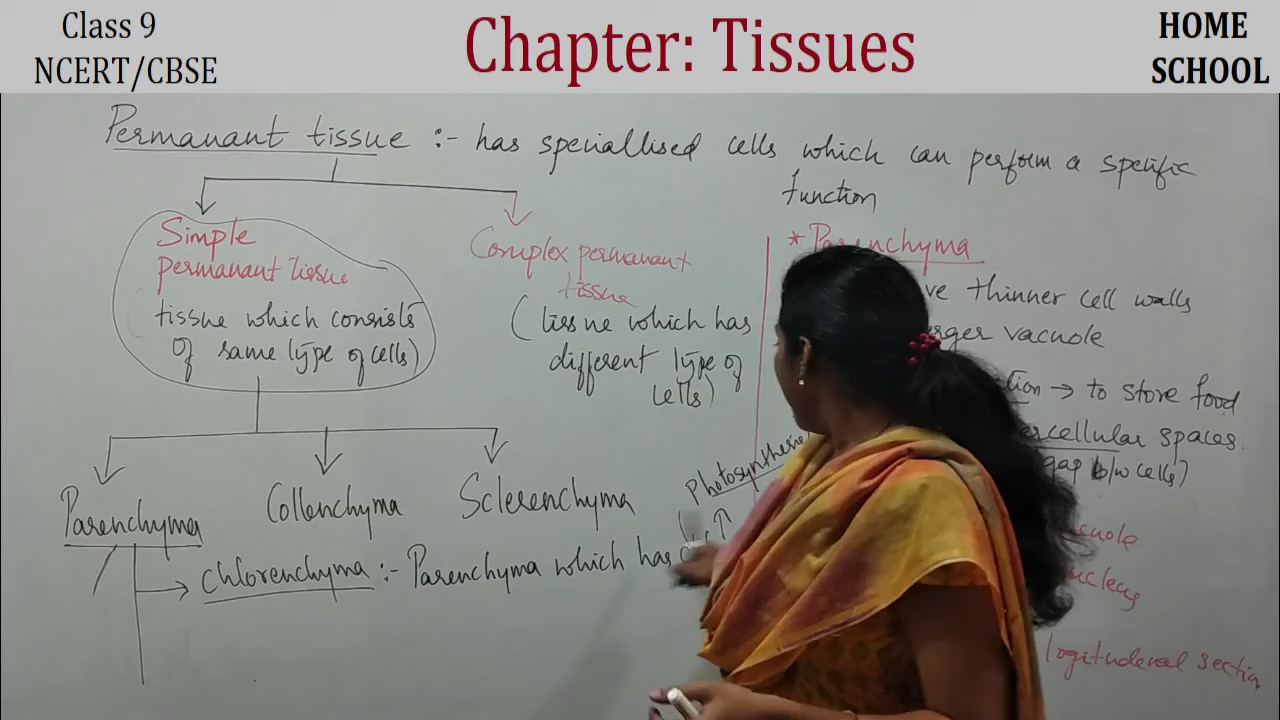 Class 9
NCERT/CBSE
Chapter: Tissues
HOME
SCHOOL
Permanant tissue :- has speciallised cells which can perform a specific
function
Simple
permanant tissue
tissue which consists
of same type of cells)
Complex permanant
tissue
(tissue which has
different type of
cells)
Parenchyma
Collenchyma
Sclerenchyma
chlorenchyma :- Parenchyma which has
Photosynthesis
* Parenchyma
thinner cell walls
vacuole
→ to store food
spaces.
gap b/w cells)
logitudenal section